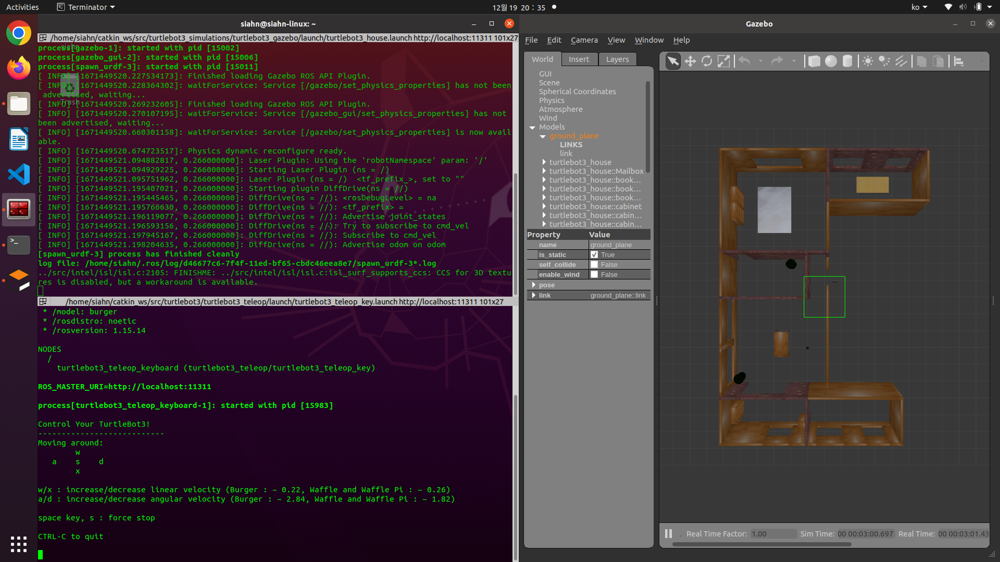 Activities
Terminator
12월 19 20 : 35
ko
siahn@siahn-linux: ~
/home/siahn/catkin_ws/src/turtlebot3_simulations/turtlebot3_gazebo/launch/turtlebot3_house.launch http://localhost:11311 101x27
process[gazebo-1]: started with pid [15002]
process[gazebo_gui-2]: started with pid [15006]
process[spawn_urdf-3]: started with pid [15011]
[ INFO] [1671449520.227534173]: Finished loading Gazebo ROS API Plugin.
[ INFO] [1671449520.228364302]: waitForService: Service [/gazebo/set_physics_properties] has not been
 advertised, waiting...
[ INFO] [1671449520.269232605]: Finished loading Gazebo ROS API Plugin.
[ INFO] [1671449520.270107195]: waitForService: Service [/gazebo_gui/set_physics_properties] has not
been advertised, waiting...
[ INFO] [1671449520.660301158]: waitForService: Service [/gazebo/set_physics_properties] is now avail
able.
[ INFO] [1671449520.674723517]: Physics dynamic reconfigure ready.
[ INFO] [1671449521.094882817, 0.266000000]: Laser Plugin: Using the 'robotNamespace' param: '/'
[ INFO] [1671449521.094929225, 0.266000000]: Starting Laser Plugin (ns = /)
[ INFO] [1671449521.095751962, 0.266000000]: Laser Plugin (ns = /)  <tf_prefix_>, set to ""
[ INFO] [1671449521.195407021, 0.266000000]: Starting plugin DiffDrive(ns = //)
[ INFO] [1671449521.195445465, 0.266000000]: DiffDrive(ns = //): <rosDebugLevel> = na
[ INFO] [1671449521.195766630, 0.266000000]: DiffDrive(ns = //): <tf_prefix> =
[ INFO] [1671449521.196119077, 0.266000000]: DiffDrive(ns = //): Advertise joint_states
[ INFO] [1671449521.196593156, 0.266000000]: DiffDrive(ns = //): Try to subscribe to cmd_vel
[ INFO] [1671449521.197945167, 0.266000000]: DiffDrive(ns = //): Subscribe to cmd_vel
[ INFO] [1671449521.198204635, 0.266000000]: DiffDrive(ns = //): Advertise odom on odom
[spawn_urdf-3] process has finished cleanly
log file: /home/siahn/.ros/log/d46677c6-7f4f-11ed-bf65-cbdc46eea8e7/spawn_urdf-3*.log
../src/intel/isl/isl.c:2105: FINISHME: ../src/intel/isl/isl.c:isl_surf_supports_ccs: CCS for 3D textu
res is disabled, but a workaround is available.
siahn
Trash
/home/siahn/catkin_ws/src/turtlebot3/turtlebot3_teleop/launch/turtlebot3_teleop_key.launch http://localhost:11311 101x27
 * /model: burger
 * /rosdistro: noetic
 * /rosversion: 1.15.14
NODES
  /
    turtlebot3_teleop_keyboard (turtlebot3_teleop/turtlebot3_teleop_key)
ROS_MASTER_URI=http://localhost:11311
process[turtlebot3_teleop_keyboard-1]: started with pid [15983]
Control Your TurtleBot3!
---------------------------
Moving around:
        w
   a    s    d
        x
w/x : increase/decrease linear velocity (Burger : ~ 0.22, Waffle and Waffle Pi : ~ 0.26)
a/d : increase/decrease angular velocity (Burger : ~ 2.84, Waffle and Waffle Pi : ~ 1.82)
space key, s : force stop
CTRL-C to quit
Gazebo
File Edit Camera View Window Help
World Insert Layers
GUI
Scene
Spherical Coordinates
Physics
Atmosphere
Wind
Models
ground_plane
LINKS
link
turtlebot3_house
turtlebot3_house::Mailbox
turtlebot3_house::book...
turtlebot3_house::book...
turtlebot3_house::book...
turtlebot3_house::cabinet
turtlebot3_house::cabin...
turtlebot3_house::cabin...
Property Value
name ground_plane
is_static True
self_collide False
enable_wind False
pose
link ground_plane::link
Real Time Factor: 1.00 Sim Time: 00 00:03:00.697 Real Time: 00 00:03:01.43